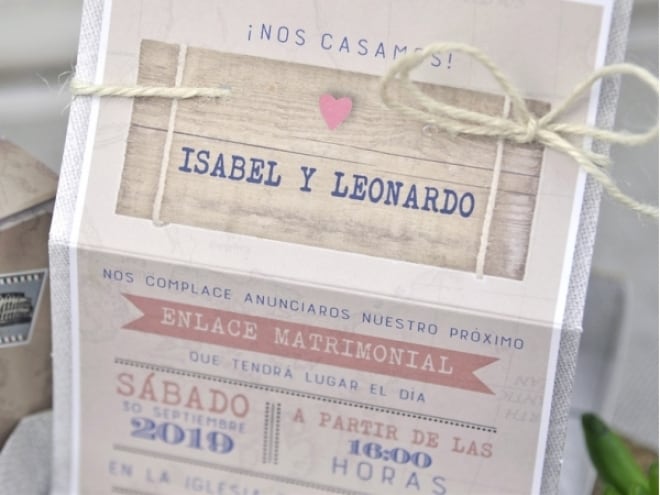 ¡NOS CASAMOS!
ISABEL Y LEONARDO
NOS COMPLACE ANUNCIAROS NUESTRO PRÓXIMO
ENLACE MATRIMONIAL
QUE TENDRÁ LUGAR EL DÍA
SÁBADO
30 SEPTIEMBRE
2019
A PARTIR DE LAS
16:00
HORAS
EN LA IGLESIA